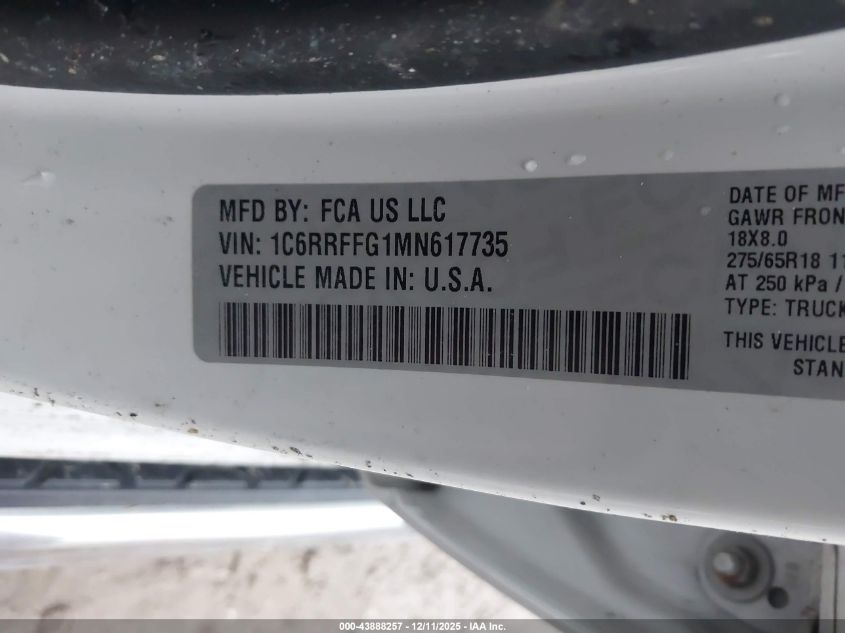 MFD BY: FCA US LLC
VIN: 1C6RRFFG1MN617735
VEHICLE MADE IN: U.S.A.
DATE OF MF
GAWR FRON
18X8.0
275/65R18 11
AT 250 kPa /
TYPE: TRUCK
THIS VEHICLE
STAN
000-43888257 - 12/11/2025 - IAA Inc.